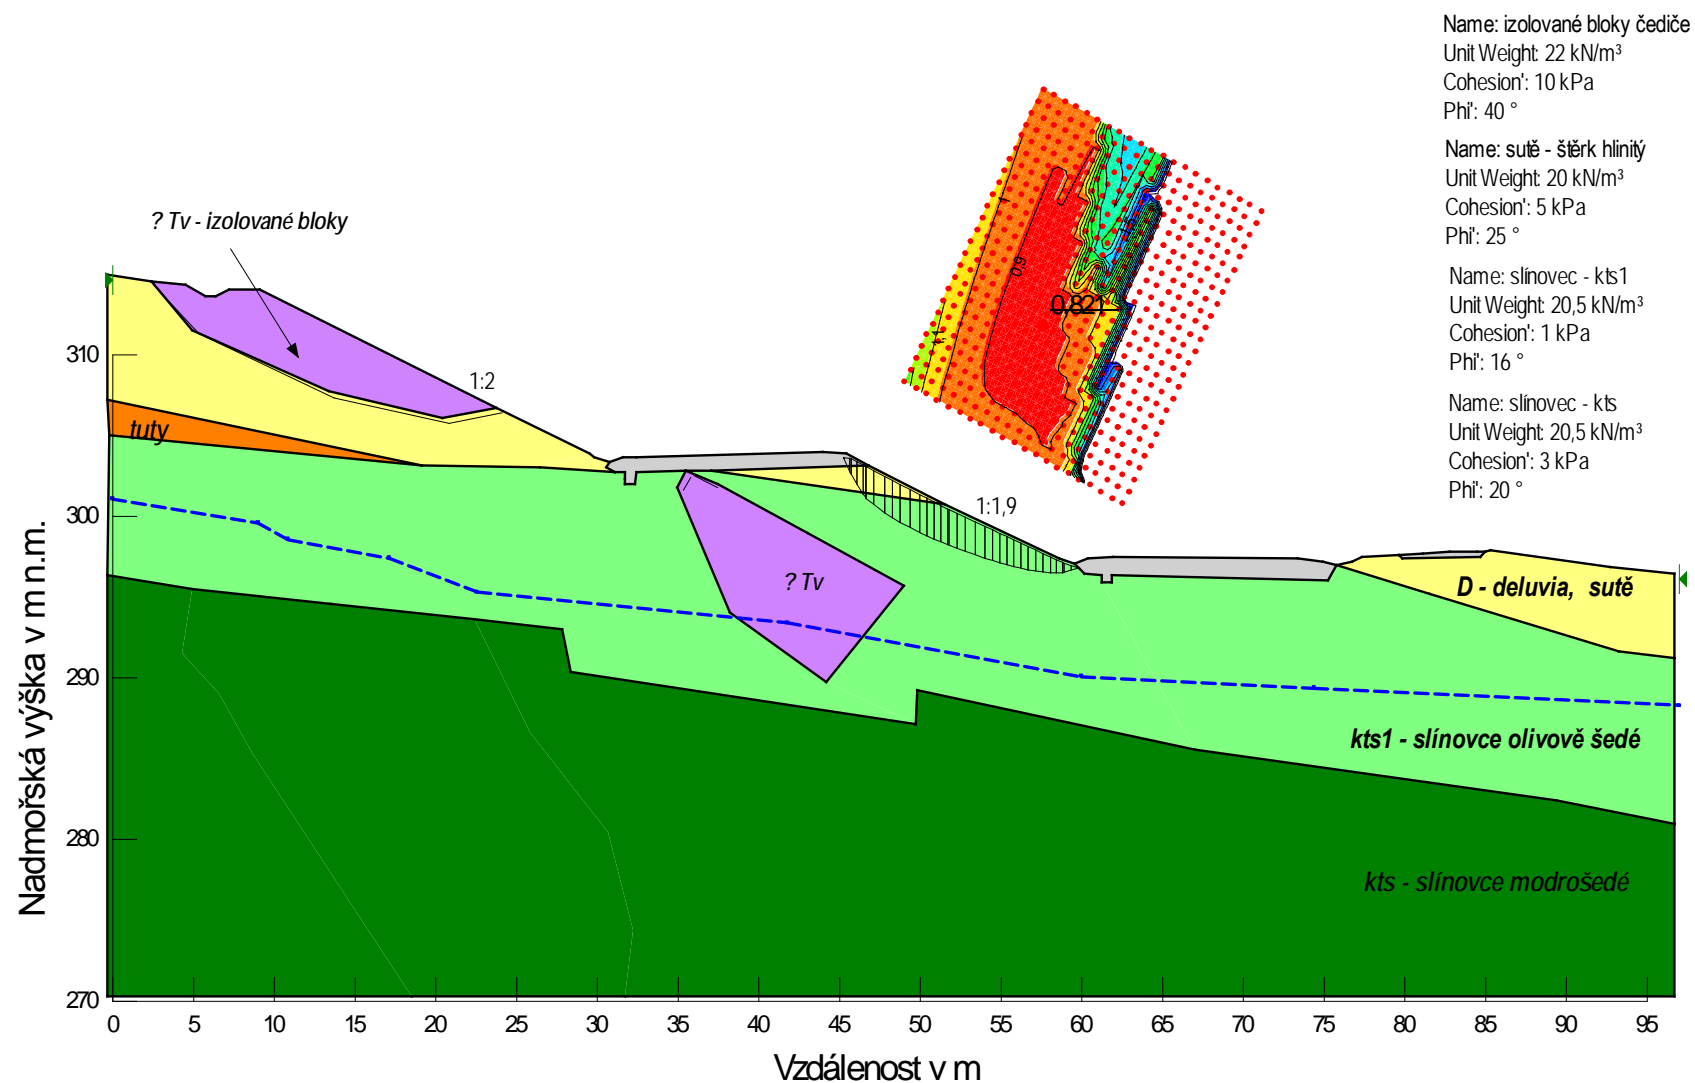 Name: izolované bloky čediče
Unit Weight: 22 kN/m³
Cohesion': 10 kPa
Phi': 40 °
Name: sutě - štěrk hlinitý
Unit Weight: 20 kN/m³
Cohesion': 5 kPa
Phi': 25 °
Name: slínovec - kts1
Unit Weight: 20,5 kN/m³
Cohesion': 1 kPa
Phi': 16 °
Name: slínovec - kts
Unit Weight: 20,5 kN/m³
Cohesion': 3 kPa
Phi': 20 °
? Tv - izolované bloky
1
0,9
0,821
1,1
1:2
tuty
1:1,9
? Tv
D - deluvia, sutě
kts1 - slínovce olivově šedé
kts - slínovce modrošedé
Nadmořská výška v m n.m.
310
300
290
280
270
0 5 10 15 20 25 30 35 40 45 50 55 60 65 70 75 80 85 90 95
Vzdálenost v m